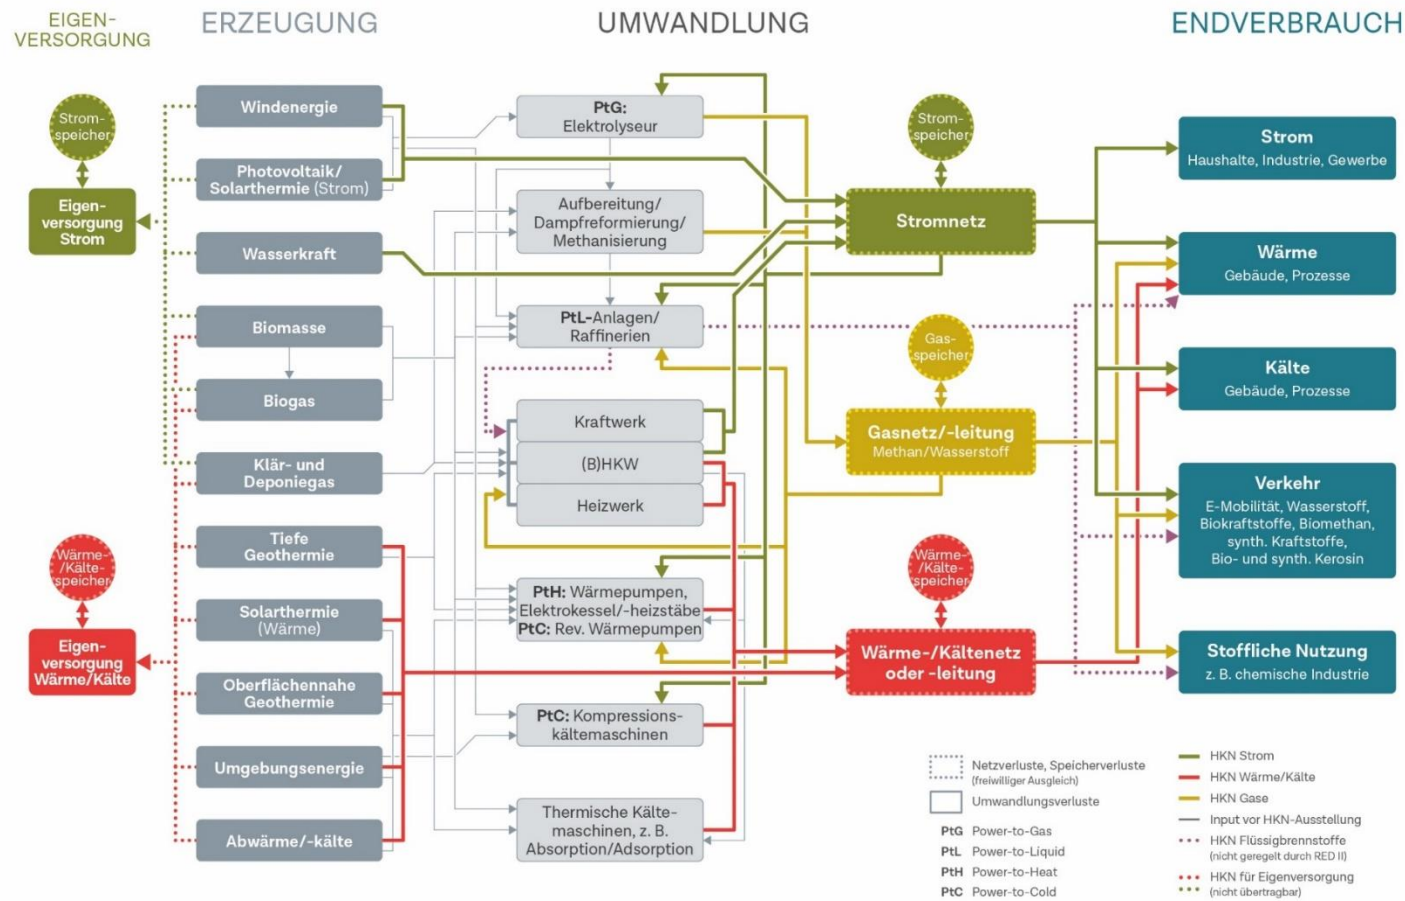 EIGEN-
VERSORGUNG
ERZEUGUNG
UMWANDLUNG
ENDVERBRAUCH
Strom-
speicher
Eigen-
versorgung
Strom
Wärme-
/Kälte-
speicher
Eigen-
versorgung
Wärme/Kälte
Windenergie
Photovoltaik/
Solarthermie (Strom)
Wasserkraft
Biomasse
Biogas
Klär- und
Deponiegas
Tiefe
Geothermie
Solarthermie
(Wärme)
Oberflächennahe
Geothermie
Umgebungsenergie
Abwärme/-kälte
PtG:
Elektrolyseur
Aufbereitung/
Dampfreformierung/
Methanisierung
PtL-Anlagen/
Raffinerien
Kraftwerk
(B)HKW
Heizwerk
PtH: Wärmepumpen,
Elektrokessel/-heizstäbe
PtC: Rev. Wärmepumpen
PtC: Kompressions-
kältemaschinen
Thermische Kälte-
maschinen, z. B.
Absorption/Adsorption
Strom-
speicher
Stromnetz
Gas-
speicher
Gasnetz/-leitung
Methan/Wasserstoff
Wärme-
/Kälte-
speicher
Wärme-/Kältenetz
oder -leitung
Strom
Haushalte, Industrie, Gewerbe
Wärme
Gebäude, Prozesse
Kälte
Gebäude, Prozesse
Verkehr
E-Mobilität, Wasserstoff,
Biokraftstoffe, Biomethan,
synth. Kraftstoffe,
Bio- und synth. Kerosin
Stoffliche Nutzung
z. B. chemische Industrie
Netzverluste, Speicherverluste
(freiwilliger Ausgleich)
Umwandlungsverluste
PtG Power-to-Gas
PtL Power-to-Liquid
PtH Power-to-Heat
PtC Power-to-Cold
HKN Strom
HKN Wärme/Kälte
HKN Gase
Input vor HKN-Ausstellung
HKN Flüssigbrennstoffe
(nicht geregelt durch RED II)
HKN für Eigenversorgung
(nicht übertragbar)